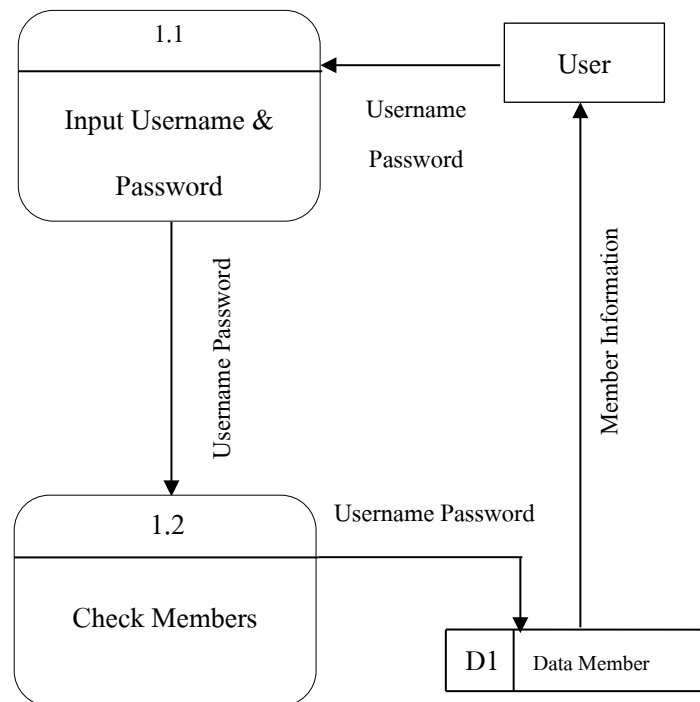 1.1
Input Username &
Password
User
Username
Password
Username Password
Member Information
1.2
Check Members
Username Password
D1
Data Member